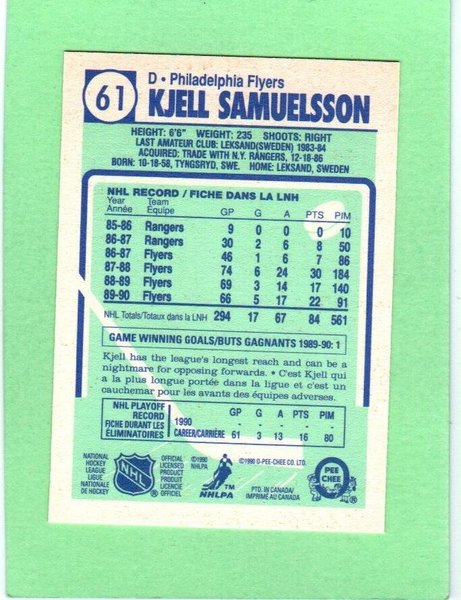 61
D • Philadelphia Flyers
KJELL SAMUELSSON
HEIGHT: 6'6" WEIGHT: 235 SHOOTS: RIGHT
LAST AMATEUR CLUB: LEKSAND(SWEDEN) 1983-84
ACQUIRED: TRADE WITH N.Y. RANGERS, 12-18-86
BORN: 10-18-58, TYNGSRYD, SWE. HOME: LEKSAND, SWEDEN
NHL RECORD / FICHE DANS LA LNH
Year Team GP G A PTS PIM
Année Équipe
85-86 Rangers 9 0 0 0 10
86-87 Rangers 30 2 6 8 50
86-87 Flyers 46 1 6 7 86
87-88 Flyers 74 6 24 30 184
88-89 Flyers 69 3 14 17 140
89-90 Flyers 66 5 17 22 91
NHL Totals/Totaux dans la LNH 294 17 67 84 561
GAME WINNING GOALS/BUTS GAGNANTS 1989-90: 1
Kjell has the league's longest reach and can be a
nightmare for opposing forwards. • C'est Kjell qui
a la plus longue portée dans la ligue et c'est un
cauchemar pour les avants des équipes adverses.
NHL PLAYOFF GP G A PTS PIM
RECORD 1990
FICHE DURANT LES
ÉLIMINATOIRES CAREER/CARRIÈRE 61 3 13 16 80
NATIONAL
HOCKEY
LEAGUE
LIGUE
NATIONALE
DE HOCKEY
NHL
OFFICIAL
LICENSED
PRODUCT
PRODUIT
OFFICIEL
©1990
NHLPA
TM
NHLPA
©1990 O-PEE-CHEE CO. LTD.
PTD. IN CANADA/
IMPRIMÉ AU CANADA
O
PEE
CHEE